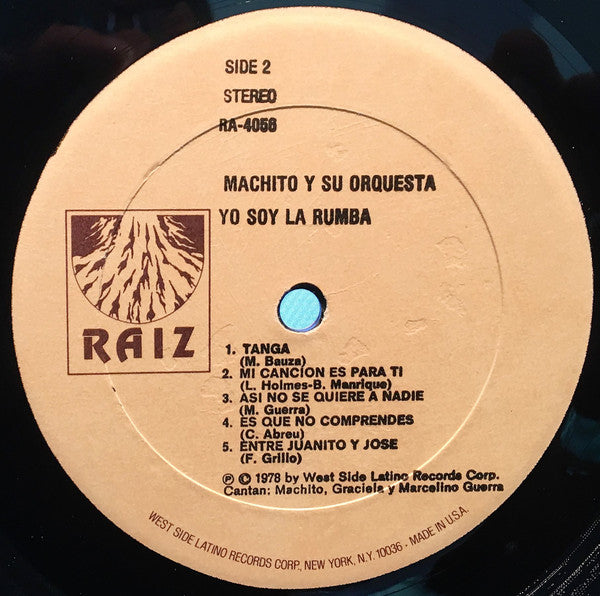 SIDE 2
STEREO
RA-4056
MACHITO Y SU ORQUESTA
YO SOY LA RUMBA
RAIZ
1. TANGA
(M. Bauza)
2. MI CANCION ES PARA TI
(L. Holmes-B. Manrique)
3. ASI NO SE QUIERE A NADIE
(M. Guerra)
4. ES QUE NO COMPRENDES
(C. Abreu)
5. ENTRE JUANITO Y JOSE
(F. Grillo)
℗ © 1978 by West Side Latino Records Corp.
Cantan: Machito, Graciela y Marcelino Guerra
WEST SIDE LATINO RECORDS CORP., NEW YORK, N.Y. 10036 - MADE IN U.S.A.